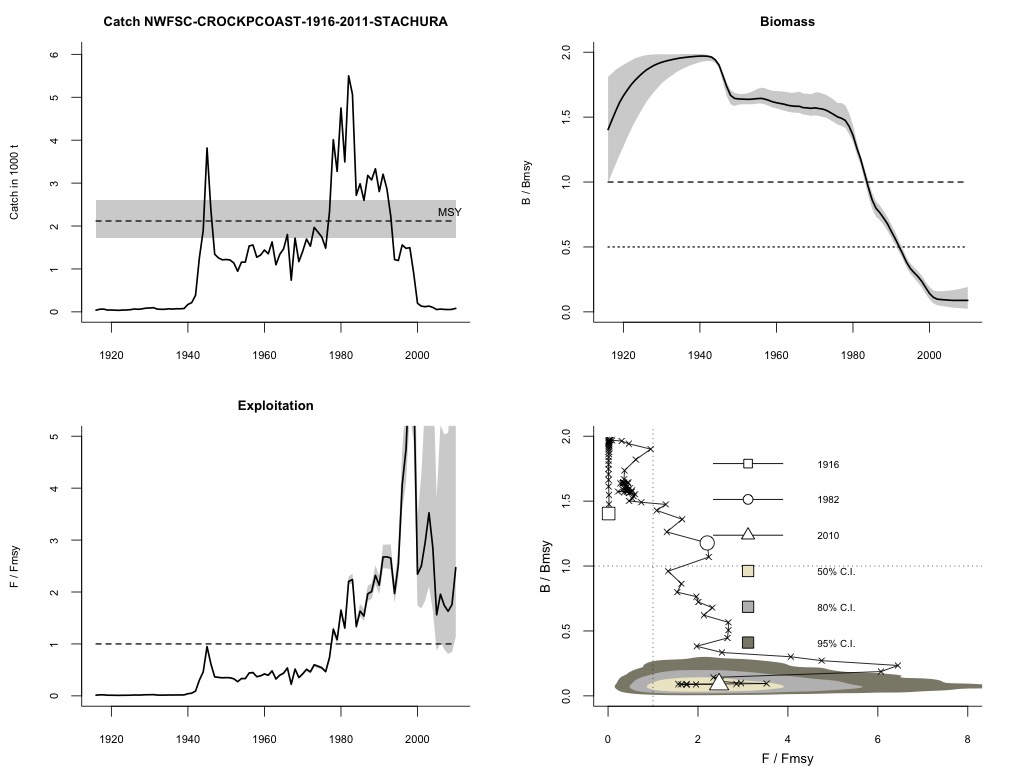 Catch NWFSC-CROCKPCOAST-1916-2011-STACHURA
Catch in 1000 t
6
5
4
3
2
1
0
MSY
1920 1940 1960 1980 2000
Biomass
B / Bmsy
2.0
1.5
1.0
0.5
0.0
1920 1940 1960 1980 2000
Exploitation
F / Fmsy
5
4
3
2
1
0
1920 1940 1960 1980 2000
B / Bmsy
2.0
1.5
1.0
0.5
0.0
1916
1982
2010
50% C.I.
80% C.I.
95% C.I.
0 2 4 6 8
F / Fmsy